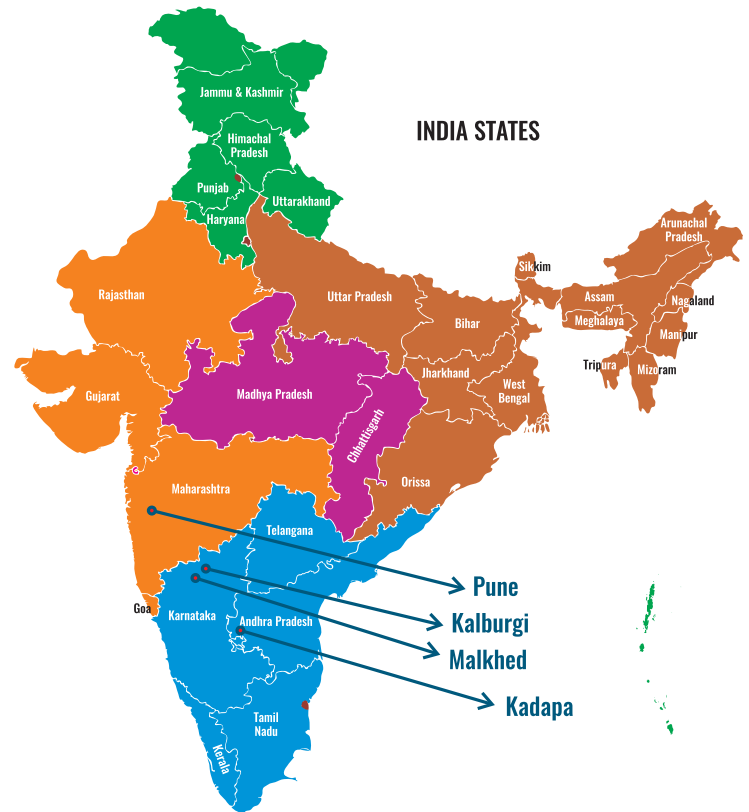 INDIA STATES
Jammu & Kashmir
Himachal
Pradesh
Punjab
Uttarakhand
Haryana
Arunachal
Pradesh
Sikkim
Rajasthan
Uttar Pradesh
Assam
Nagaland
Bihar
Meghalaya
Manipur
Tripura
Mizoram
Jharkhand
West
Bengal
Gujarat
Madhya Pradesh
Chhattisgarh
Orissa
Maharashtra
Telangana
Pune
Goa
Karnataka
Andhra Pradesh
Kalburgi
Malkhed
Kadapa
Tamil
Nadu
Kerala